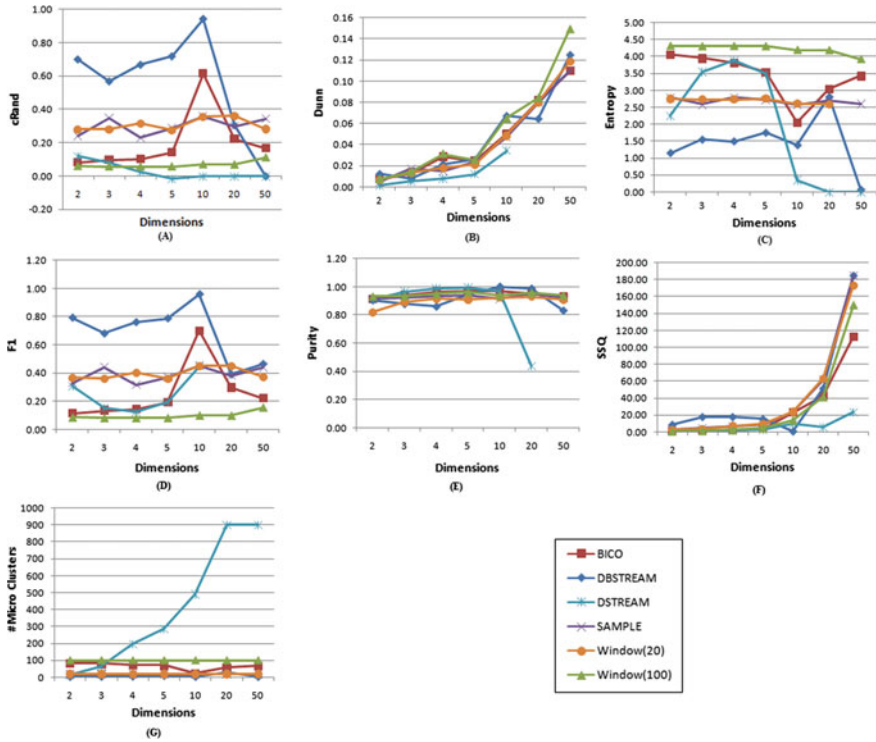 1.00
0.80
0.60
0.40
0.20
0.00
-0.20
cRand
2 3 4 5 10 20 50
Dimensions
(A)
0.16
0.14
0.12
0.10
0.08
0.06
0.04
0.02
0.00
Dunn
2 3 4 5 10 20 50
Dimensions
(B)
5.00
4.50
4.00
3.50
3.00
2.50
2.00
1.50
1.00
0.50
0.00
Entropy
2 3 4 5 10 20 50
Dimensions
(C)
1.20
1.00
0.80
0.60
0.40
0.20
0.00
F1
2 3 4 5 10 20 50
Dimensions
(D)
1.20
1.00
0.80
0.60
0.40
0.20
0.00
Purity
2 3 4 5 10 20 50
Dimensions
(E)
200.00
180.00
160.00
140.00
120.00
100.00
80.00
60.00
40.00
20.00
0.00
SSQ
2 3 4 5 10 20 50
Dimensions
(F)
1000
900
800
700
600
500
400
300
200
100
0
#Micro Clusters
2 3 4 5 10 20 50
Dimensions
(G)
BICO
DBSTREAM
DSTREAM
SAMPLE
Window(20)
Window(100)